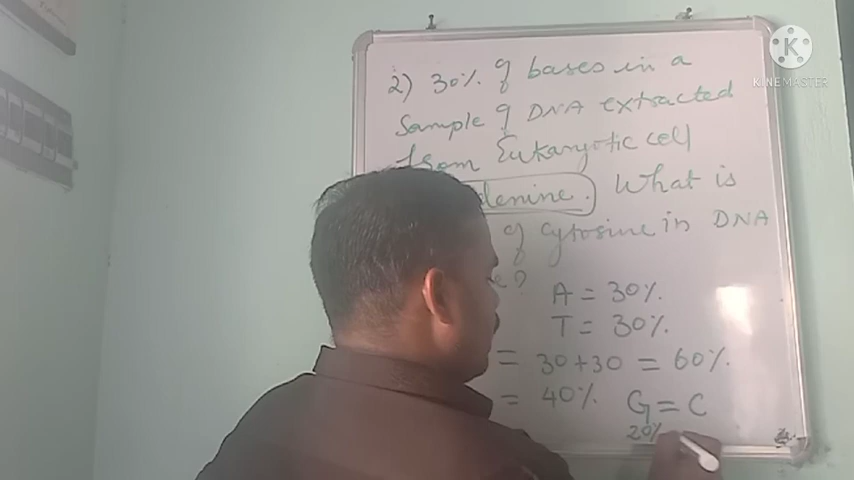 2) 30% of bases in a
Sample of DNA extracted
from Eukaryotic cell
denine. What is
of cytosine in DNA
e?
A = 30%.
T = 30%.
= 30+30 = 60%.
= 40%. G = C
20%
K
KINEMASTER